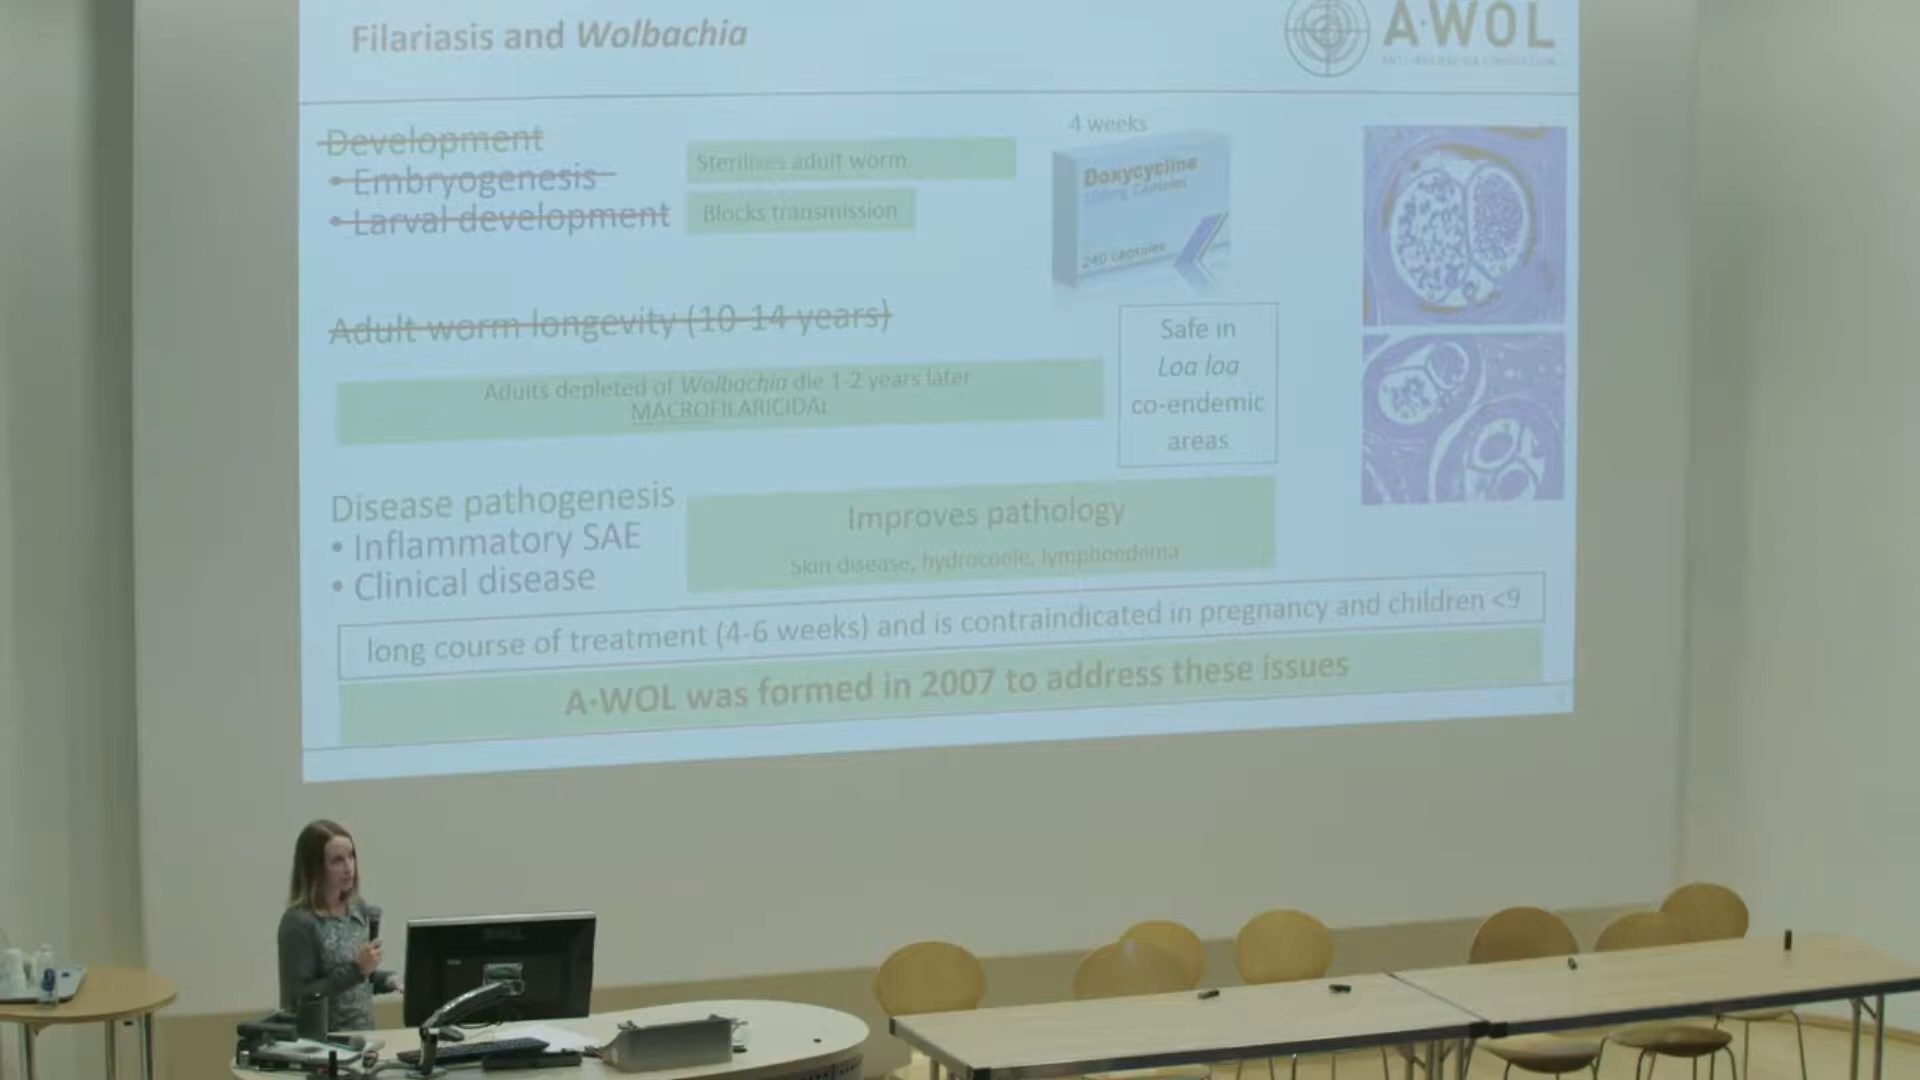 Filariasis and Wolbachia
A·WOL
Development
• Embryogenesis
• Larval development
Sterilises adult worm
Blocks transmission
4 weeks
Doxycycline
100mg Capsules
240 capsules
Adult worm longevity (10-14 years)
Adults depleted of Wolbachia die 1-2 years later
MACROFILARICIDAL
Safe in
Loa loa
co-endemic
areas
Disease pathogenesis
• Inflammatory SAE
• Clinical disease
Improves pathology
Skin disease, hydrocoele, lymphoedema
long course of treatment (4-6 weeks) and is contraindicated in pregnancy and children <9
A·WOL was formed in 2007 to address these issues
DELL